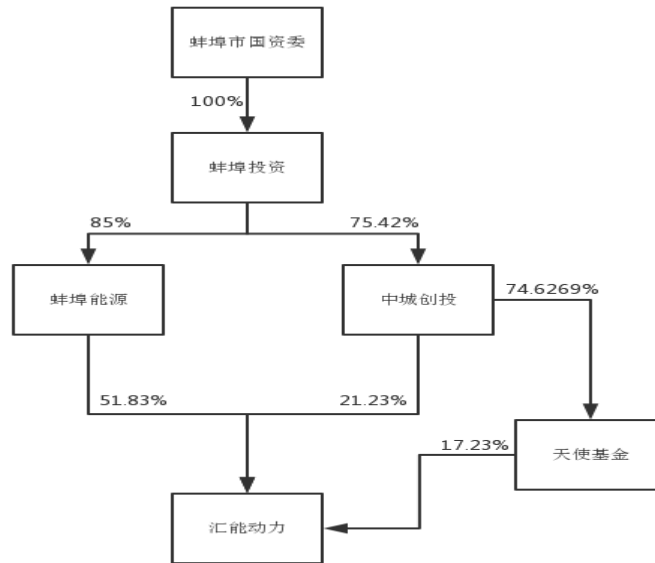 蚌埠市国资委
100%
蚌埠投资
85%
75.42%
蚌埠能源
中城创投
74.6269%
51.83%
21.23%
17.23%
天使基金
汇能动力